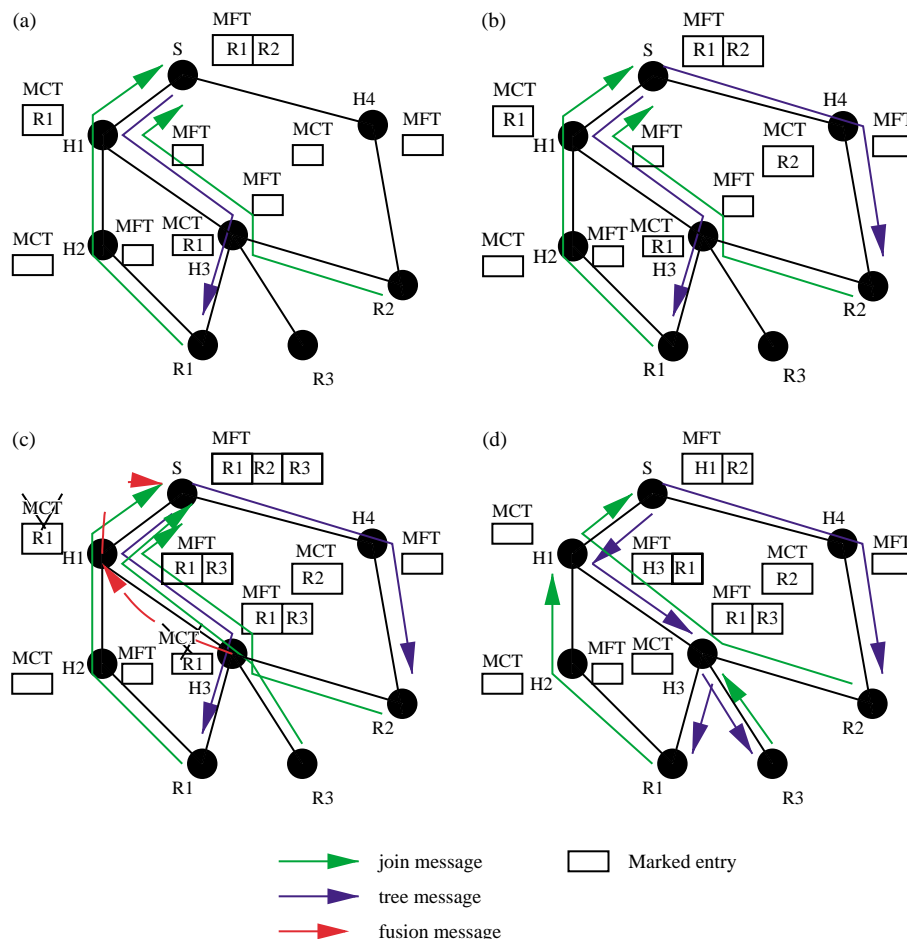 (a)
MFT
S
R1 R2
MCT
R1
H1
H4
MFT
MFT
MCT
MFT
MCT
H2
MFT
MCT
R1
H3
R2
R1
R3
(b)
MFT
S
R1 R2
MCT
R1
H1
H4
MFT
MFT
MCT
R2
MFT
MCT
H2
MFT
MCT
R1
H3
R2
R1
R3
(c)
MFT
S
R1 R2 R3
MCT
R1
H1
H4
MFT
MFT
R1 R3
MCT
R2
MFT
R1 R3
MCT
H2
MFT
MCT
R1
H3
R2
R1
R3
(d)
MFT
S
H1 R2
MCT
H1
H4
MFT
MFT
H3 R1
MCT
R2
MFT
R1 R3
MCT
H2
MFT
MCT
H3
R2
R1
R3
join message
Marked entry
tree message
fusion message